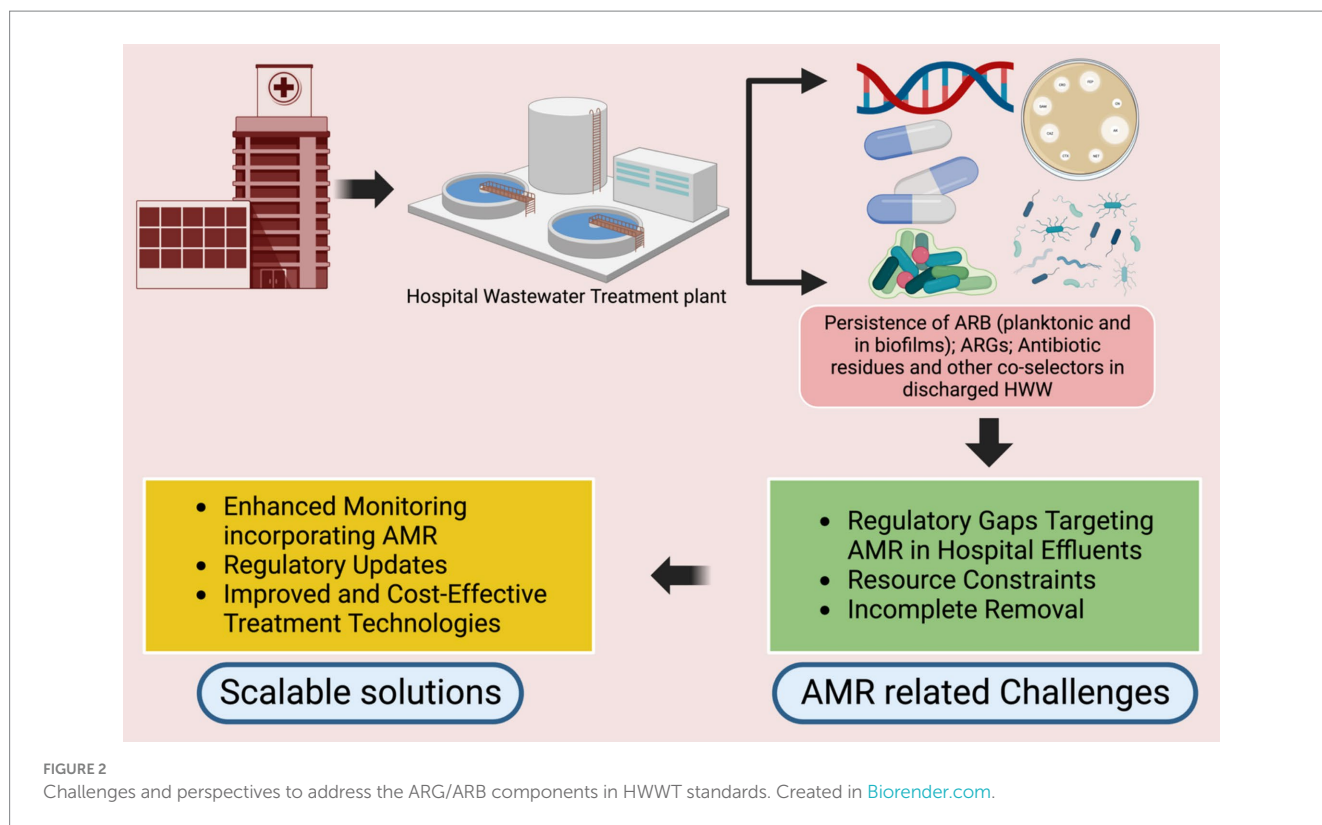 Hospital Wastewater Treatment plant
Persistence of ARB (planktonic and
in biofilms); ARGs; Antibiotic
residues and other co-selectors in
discharged HWW
• Enhanced Monitoring
incorporating AMR
• Regulatory Updates
• Improved and Cost-Effective
Treatment Technologies
Scalable solutions
• Regulatory Gaps Targeting
AMR in Hospital Effluents
• Resource Constraints
• Incomplete Removal
AMR related Challenges
FIGURE 2
Challenges and perspectives to address the ARG/ARB components in HWWT standards. Created in Biorender.com.